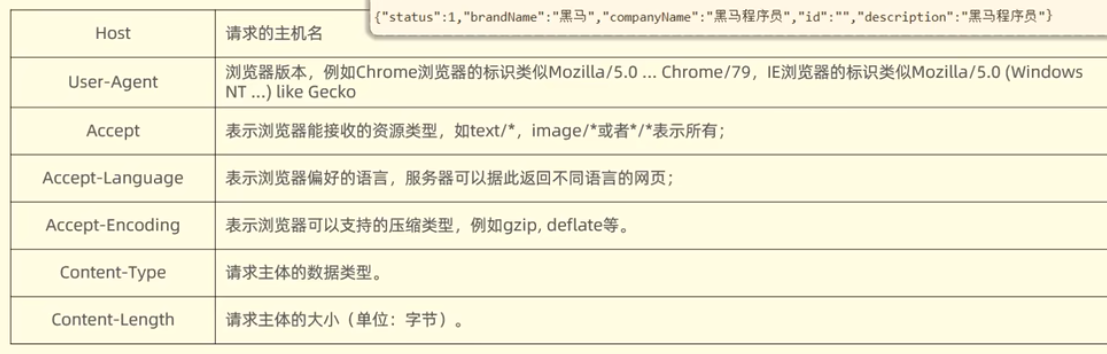 {"status":1,"brandName":"黑马","companyName":"黑马程序员","id":"","description":"黑马程序员"}
Host 请求的主机名
User-Agent 浏览器版本，例如Chrome浏览器的标识类似Mozilla/5.0 ... Chrome/79，IE浏览器的标识类似Mozilla/5.0 (Windows
NT ...) like Gecko
Accept 表示浏览器能接收的资源类型，如text/*，image/*或者*/*表示所有；
Accept-Language 表示浏览器偏好的语言，服务器可以据此返回不同语言的网页；
Accept-Encoding 表示浏览器可以支持的压缩类型，例如gzip, deflate等。
Content-Type 请求主体的数据类型。
Content-Length 请求主体的大小（单位：字节）。